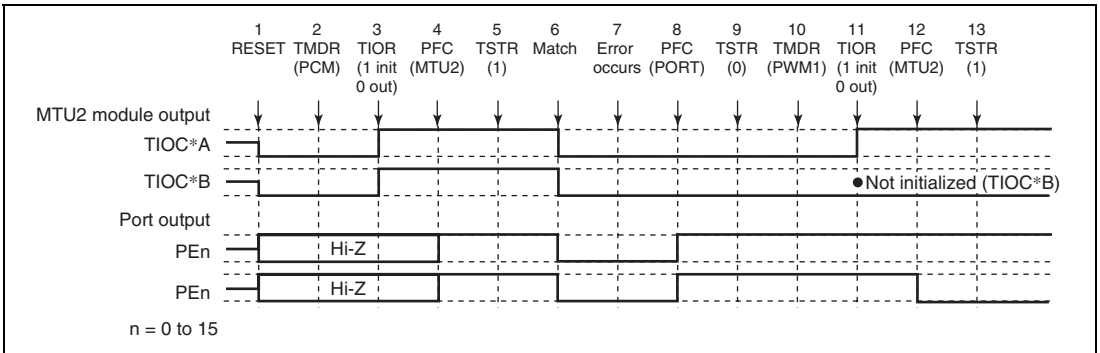 1 2 3 4 5 6 7 8 9 10 11 12 13
RESET TMDR TIOR PFC TSTR Match Error PFC TSTR TMDR TIOR PFC TSTR
(PCM) (1 init (MTU2) (1) occurs (PORT) (0) (PWM1) (1 init (MTU2) (1)
0 out) 0 out)
MTU2 module output
TIOC*A
TIOC*B
●Not initialized (TIOC*B)
Port output
PEn
Hi-Z
PEn
Hi-Z
n = 0 to 15